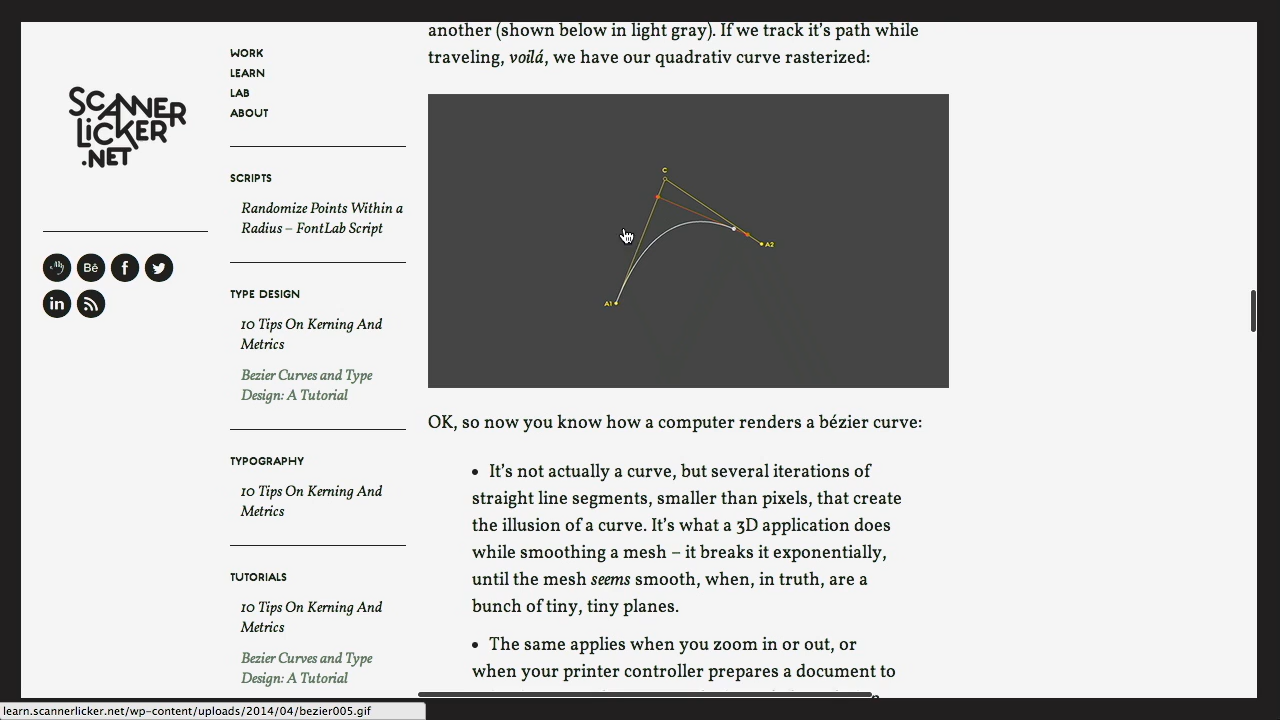 SCANNER
LiCKER
.NET
Bē
f
in
WORK
LEARN
LAB
ABOUT
SCRIPTS
Randomize Points Within a
Radius – FontLab Script
TYPE DESIGN
10 Tips On Kerning And
Metrics
Bezier Curves and Type
Design: A Tutorial
TYPOGRAPHY
10 Tips On Kerning And
Metrics
TUTORIALS
10 Tips On Kerning And
Metrics
Bezier Curves and Type
Design: A Tutorial
another (shown below in light gray). If we track it’s path while
traveling, voilá, we have our quadrativ curve rasterized:
C
A2
A1
OK, so now you know how a computer renders a bézier curve:
• It’s not actually a curve, but several iterations of
straight line segments, smaller than pixels, that create
the illusion of a curve. It’s what a 3D application does
while smoothing a mesh – it breaks it exponentially,
until the mesh seems smooth, when, in truth, are a
bunch of tiny, tiny planes.
• The same applies when you zoom in or out, or
when your printer controller prepares a document to
learn.scannerlicker.net/wp-content/uploads/2014/04/bezier005.gif